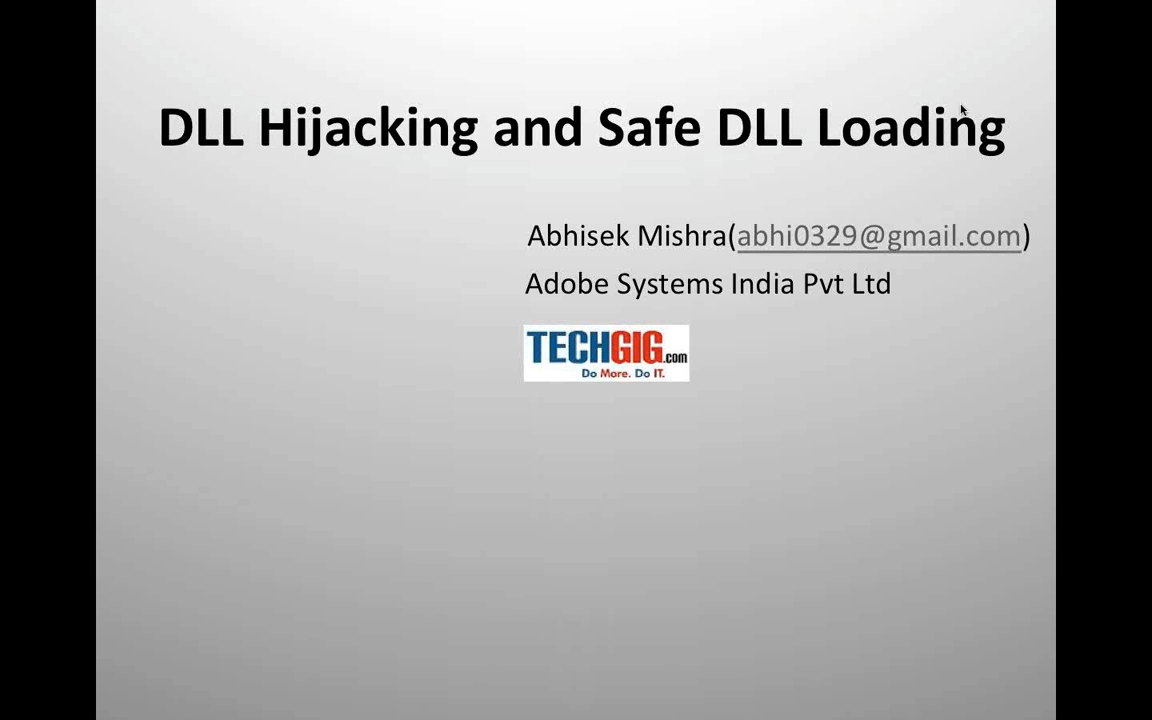 DLL Hijacking and Safe DLL Loading
Abhisek Mishra(abhi0329@gmail.com)
Adobe Systems India Pvt Ltd
TECHGIG.com
Do More. Do IT.